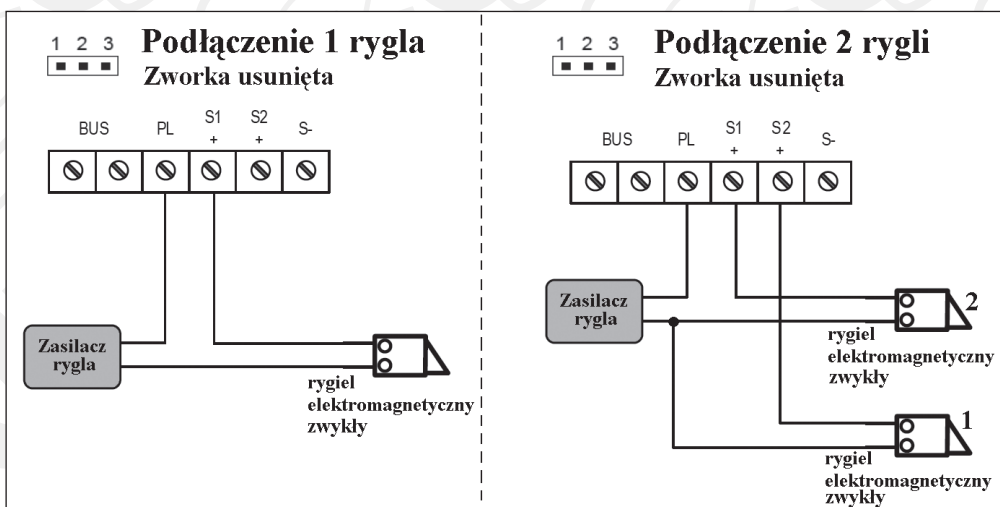 1 2 3
Podłączenie 1 rygla
Zworka usunięta
BUS PL S1 S2 S-
+ +
Zasilacz
rygla
rygiel
elektromagnetyczny
zwykły
1 2 3
Podłączenie 2 rygli
Zworka usunięta
BUS PL S1 S2 S-
+ +
Zasilacz
rygla
2
rygiel
elektromagnetyczny
zwykły
1
rygiel
elektromagnetyczny
zwykły